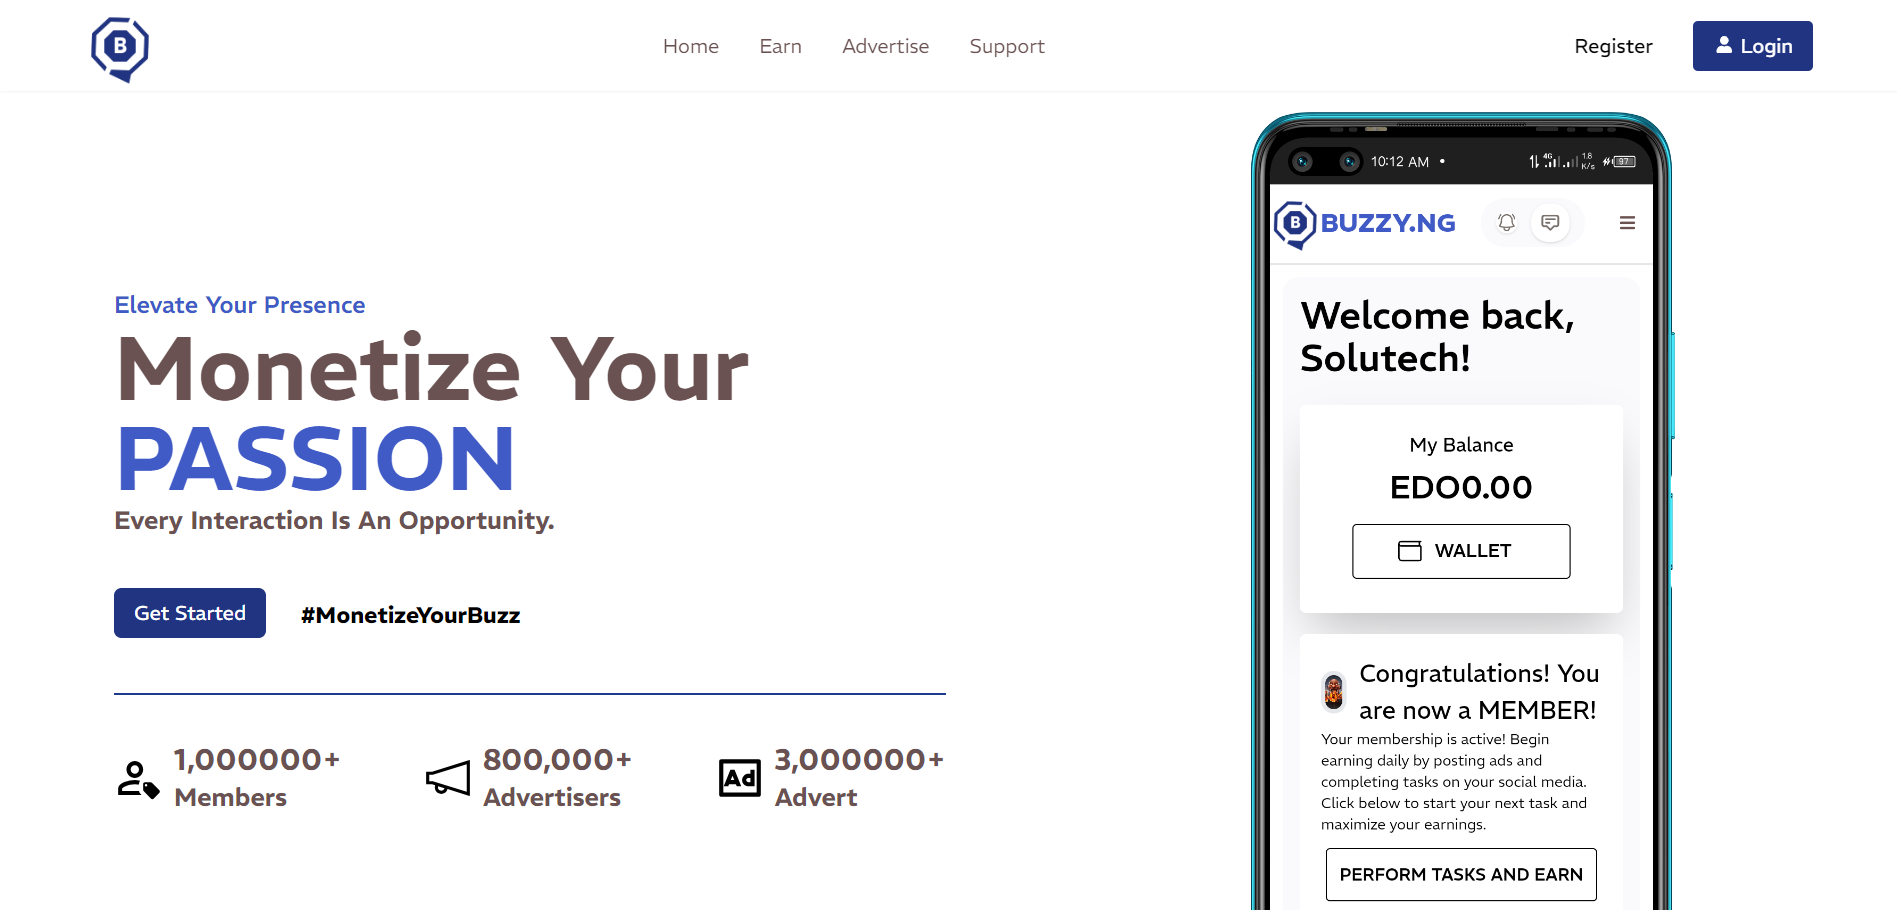 B
Home
Earn
Advertise
Support
Register
Login
Elevate Your Presence
Monetize Your
PASSION
Every Interaction Is An Opportunity.
Get Started
#MonetizeYourBuzz
1,000000+
Members
800,000+
Advertisers
Ad
3,000000+
Advert
10:12 AM
4G
1.8
K/s
97
B
BUZZY.NG
Welcome back,
Solutech!
My Balance
EDO0.00
WALLET
Congratulations! You
are now a MEMBER!
Your membership is active! Begin
earning daily by posting ads and
completing tasks on your social media.
Click below to start your next task and
maximize your earnings.
PERFORM TASKS AND EARN